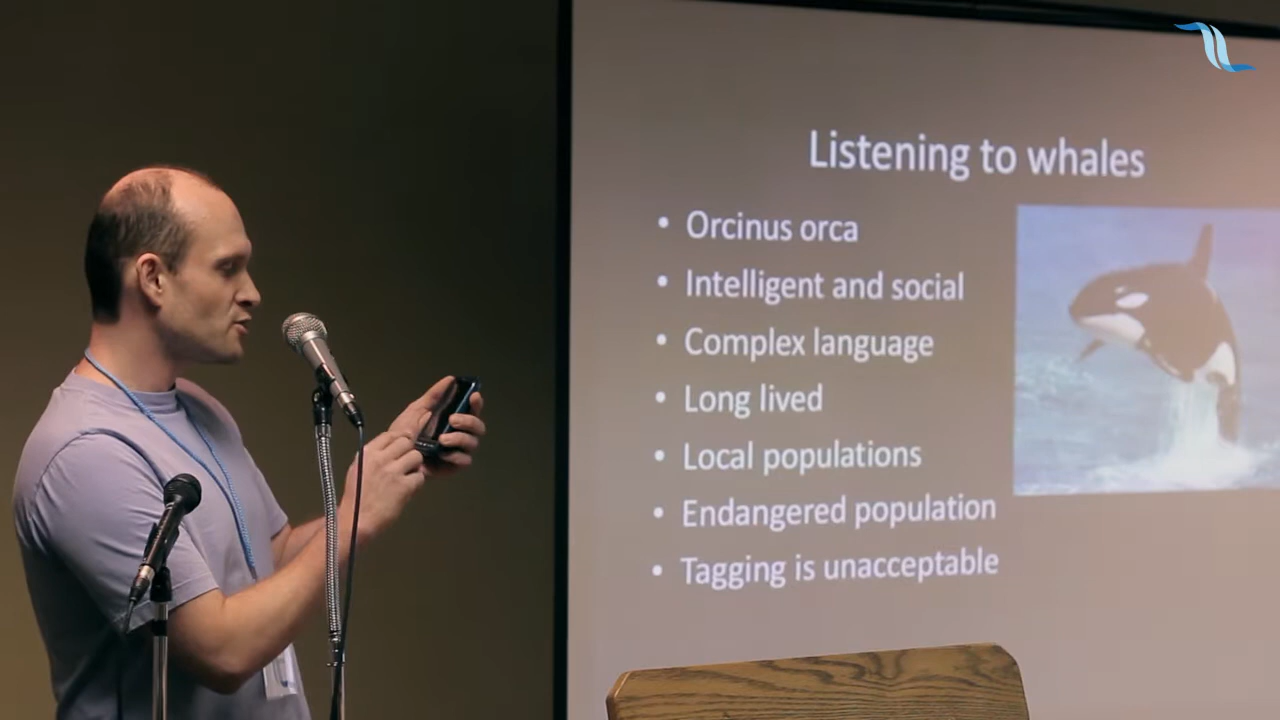 Listening to whales
• Orcinus orca
• Intelligent and social
• Complex language
• Long lived
• Local populations
• Endangered population
• Tagging is unacceptable